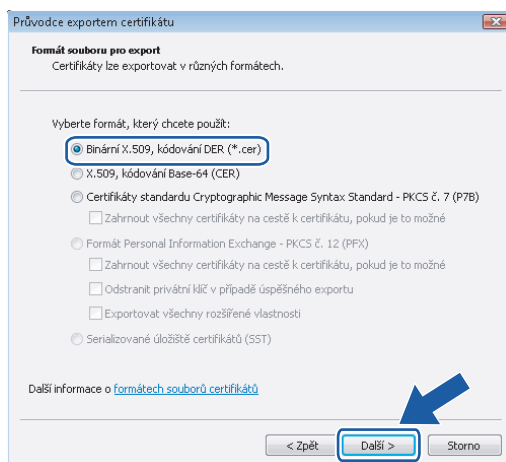 Průvodce exportem certifikátu
Formát souboru pro export
Certifikáty lze exportovat v různých formátech.
Vyberte formát, který chcete použít:
Binární X.509, kódování DER (*.cer)
X.509, kódování Base-64 (CER)
Certifikáty standardu Cryptographic Message Syntax Standard - PKCS č. 7 (P7B)
Zahrnout všechny certifikáty na cestě k certifikátu, pokud je to možné
Formát Personal Information Exchange - PKCS č. 12 (PFX)
Zahrnout všechny certifikáty na cestě k certifikátu, pokud je to možné
Odstranit privátní klíč v případě úspěšného exportu
Exportovat všechny rozšířené vlastnosti
Serializované úložiště certifikátů (SST)
Další informace o formátech souborů certifikátů
< Zpět Další > Storno